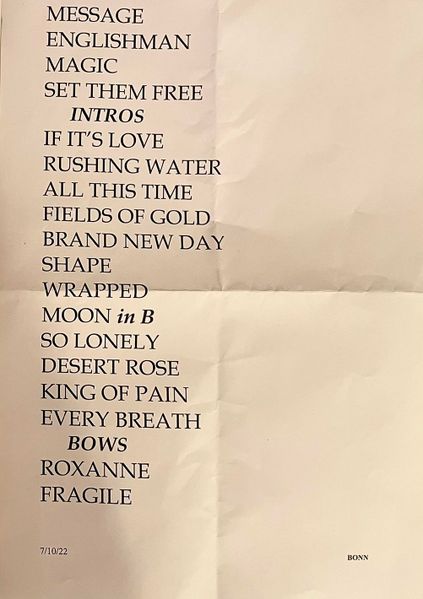 MESSAGE
ENGLISHMAN
MAGIC
SET THEM FREE
INTROS
IF IT'S LOVE
RUSHING WATER
ALL THIS TIME
FIELDS OF GOLD
BRAND NEW DAY
SHAPE
WRAPPED
MOON in B
SO LONELY
DESERT ROSE
KING OF PAIN
EVERY BREATH
BOWS
ROXANNE
FRAGILE
7/10/22
BONN